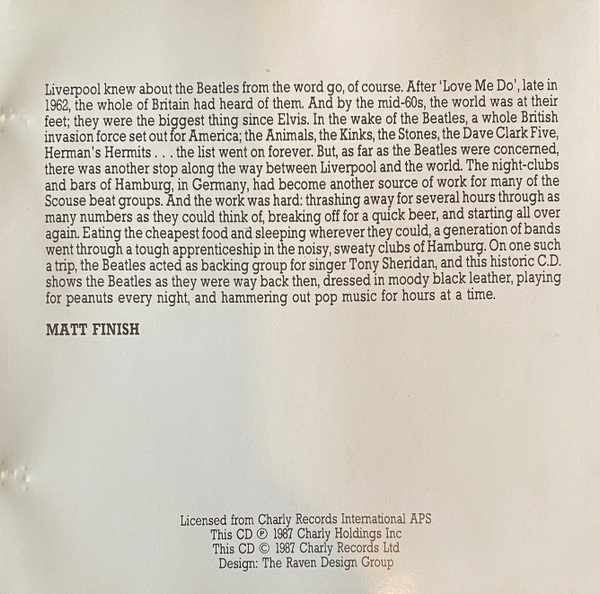 Liverpool knew about the Beatles from the word go, of course. After ‘Love Me Do’, late in
1962, the whole of Britain had heard of them. And by the mid-60s, the world was at their
feet; they were the biggest thing since Elvis. In the wake of the Beatles, a whole British
invasion force set out for America; the Animals, the Kinks, the Stones, the Dave Clark Five,
Herman's Hermits . . . the list went on forever. But, as far as the Beatles were concerned,
there was another stop along the way between Liverpool and the world. The night-clubs
and bars of Hamburg, in Germany, had become another source of work for many of the
Scouse beat groups. And the work was hard: thrashing away for several hours through as
many numbers as they could think of, breaking off for a quick beer, and starting all over
again. Eating the cheapest food and sleeping wherever they could, a generation of bands
went through a tough apprenticeship in the noisy, sweaty clubs of Hamburg. On one such
a trip, the Beatles acted as backing group for singer Tony Sheridan, and this historic C.D.
shows the Beatles as they were way back then, dressed in moody black leather, playing
for peanuts every night, and hammering out pop music for hours at a time.
MATT FINISH
Licensed from Charly Records International APS
This CD ℗ 1987 Charly Holdings Inc
This CD © 1987 Charly Records Ltd
Design: The Raven Design Group